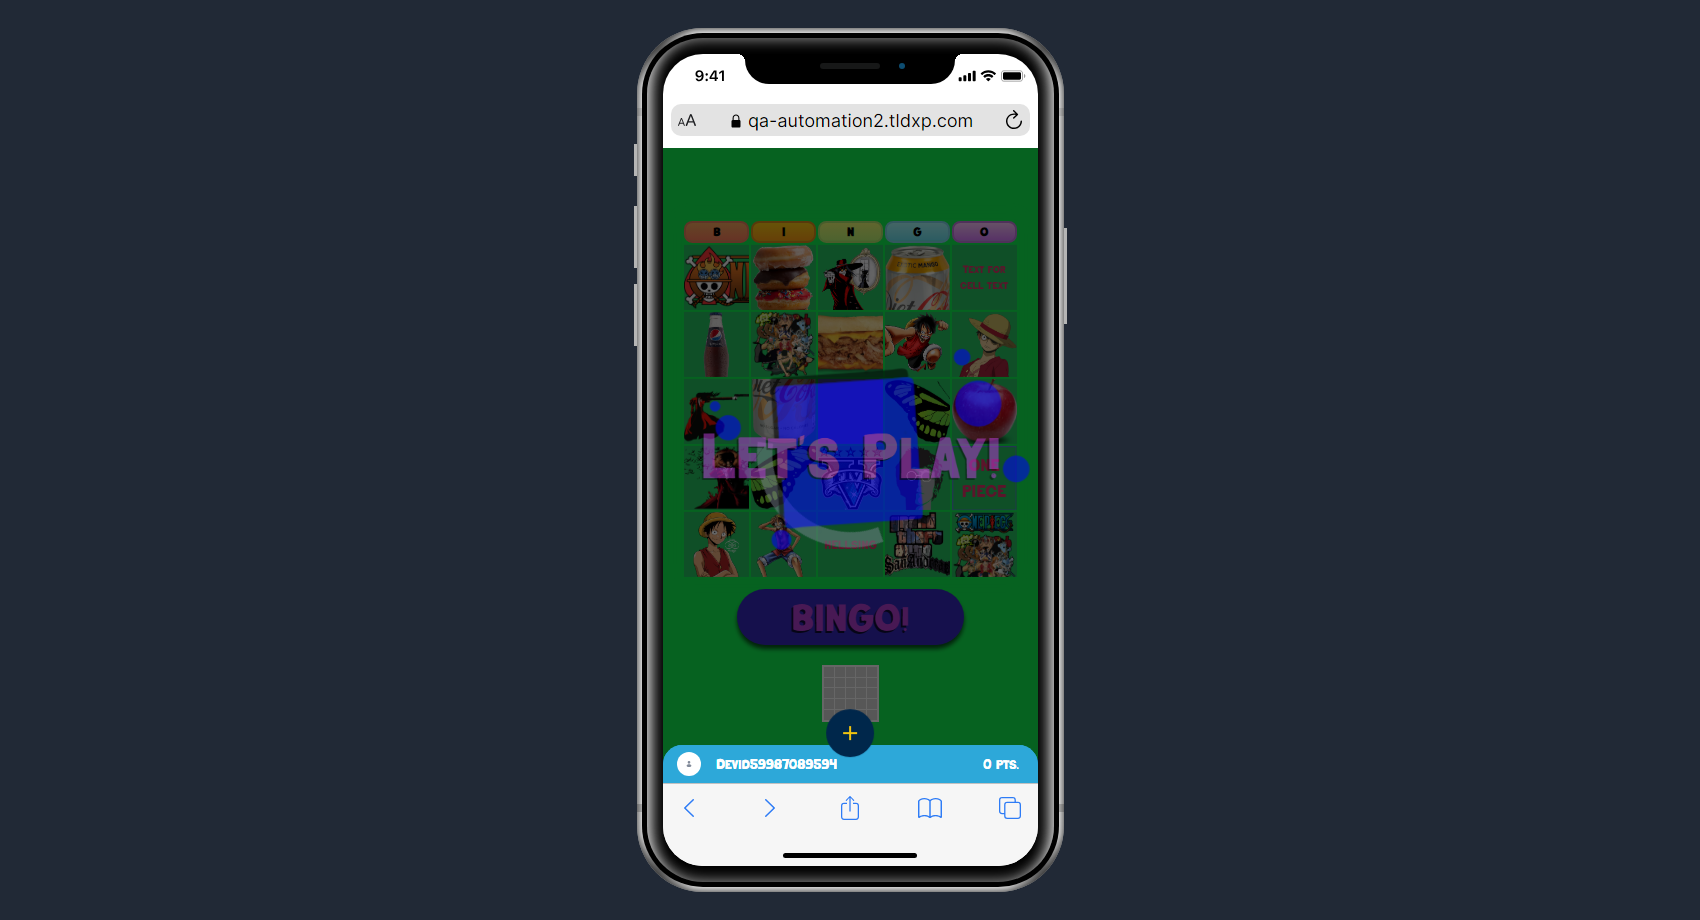 9:41
AA
qa-automation2.tldxp.com
B I N G O
TEXT FOR
CELL TEXT
LET'S PLAY!
PIECE
BINGO!
+
DEVID59987089594
0 PTS.